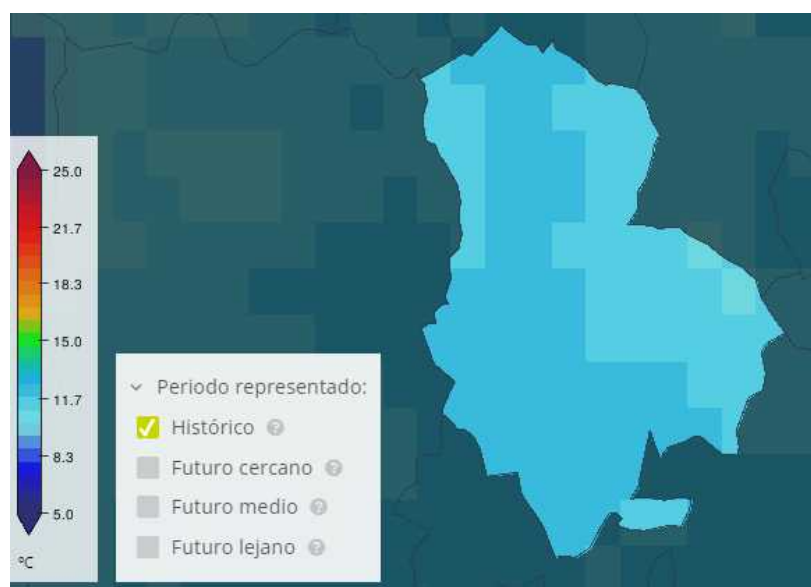 25.0
21.7
18.3
15.0
11.7
8.3
5.0
ºC
Periodo representado:
Histórico ?
Futuro cercano ?
Futuro medio ?
Futuro lejano ?